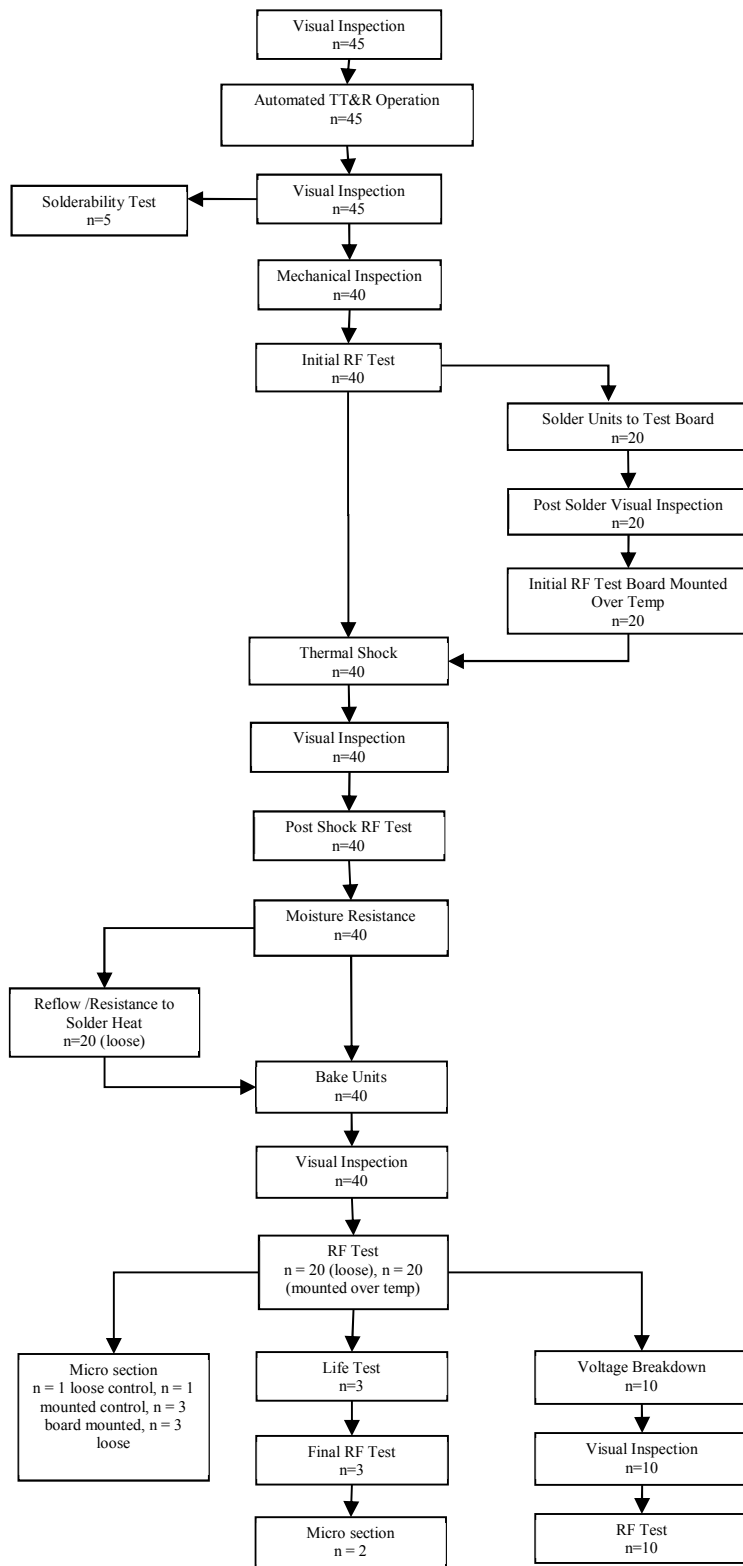 Visual Inspection
n=45
Automated TT&R Operation
n=45
Visual Inspection
n=45
Solderability Test
n=5
Mechanical Inspection
n=40
Initial RF Test
n=40
Solder Units to Test Board
n=20
Post Solder Visual Inspection
n=20
Initial RF Test Board Mounted
Over Temp
n=20
Thermal Shock
n=40
Visual Inspection
n=40
Post Shock RF Test
n=40
Moisture Resistance
n=40
Reflow /Resistance to
Solder Heat
n=20 (loose)
Bake Units
n=40
Visual Inspection
n=40
RF Test
n = 20 (loose), n = 20
(mounted over temp)
Micro section
n = 1 loose control, n = 1
mounted control, n = 3
board mounted, n = 3
loose
Life Test
n=3
Final RF Test
n=3
Micro section
n = 2
Voltage Breakdown
n=10
Visual Inspection
n=10
RF Test
n=10